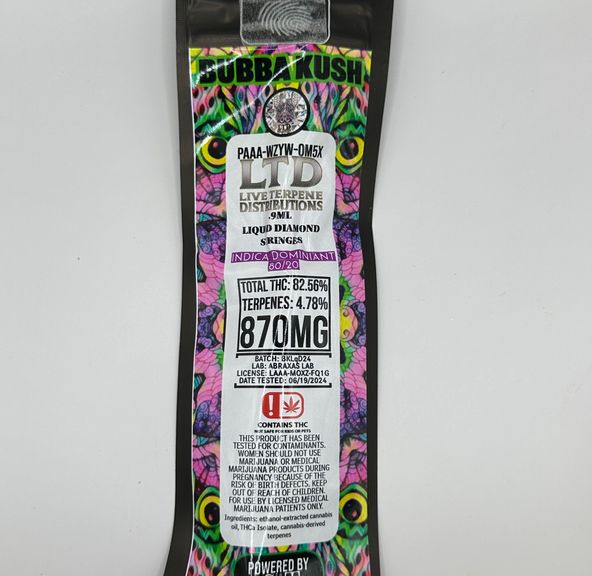 BUBBA KUSH
PAAA-WZYW-OM5X
LTD
LIVE TERPENE
DISTRIBUTIONS
.9ML
LIQUID DIAMOND
SRINGES
INDICA DOMINIANT
80/20
TOTAL THC: 82.56%
TERPENES: 4.78%
870MG
BATCH: BKLqD24
LAB: ABRAXAS LAB
LICENSE: LAAA-MOXZ-FQ1G
DATE TESTED: 06/19/2024
CONTAINS THC
NOT SAFE FOR KIDS OR PETS
THIS PRODUCT HAS BEEN
TESTED FOR CONTAMINANTS.
WOMEN SHOULD NOT USE
MARIJUANA OR MEDICAL
MARIJUANA PRODUCTS DURING
PREGNANCY BECAUSE OF THE
RISK OF BIRTH DEFECTS. KEEP
OUT OF REACH OF CHILDREN.
FOR USE BY LICENSED MEDICAL
MARIJUANA PATIENTS ONLY.
Ingredients: ethanol-extracted cannabis
oil, THCa Isolate, cannabis-derived
terpenes
POWERED BY